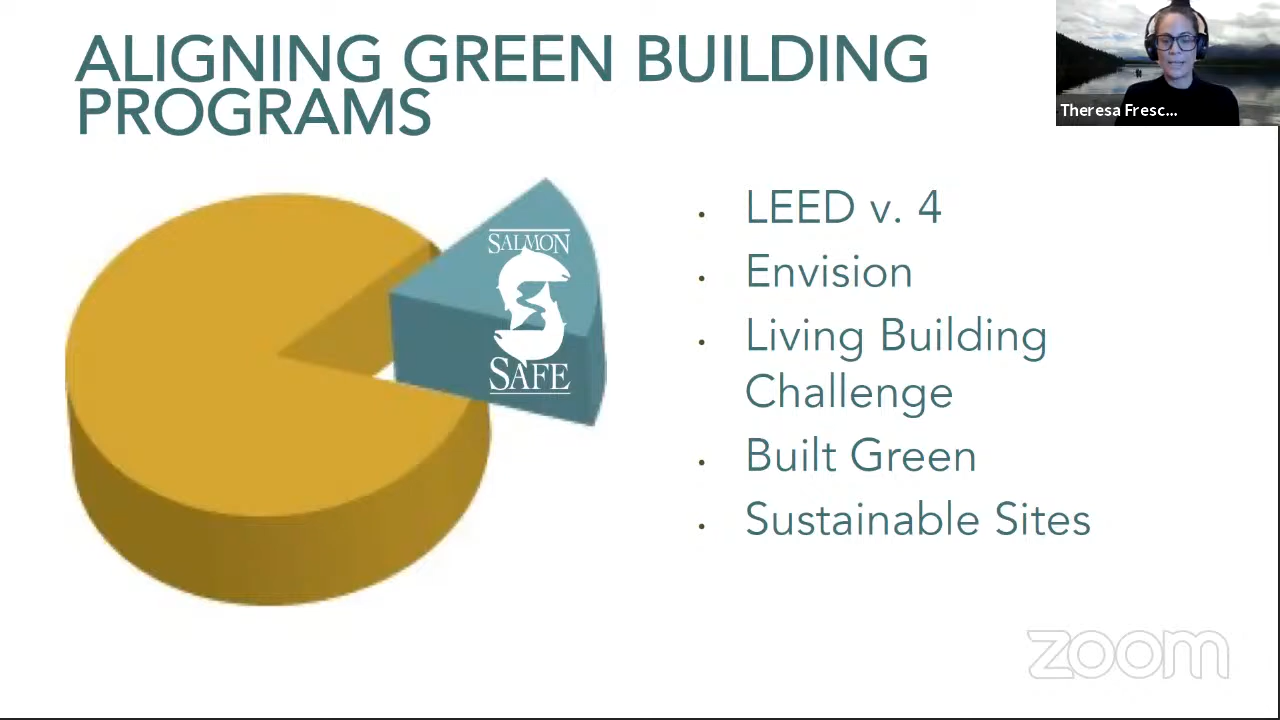 ALIGNING GREEN BUILDING
PROGRAMS
Theresa Fresc...
SALMON
SAFE
• LEED v. 4
• Envision
• Living Building
Challenge
• Built Green
• Sustainable Sites
zoom